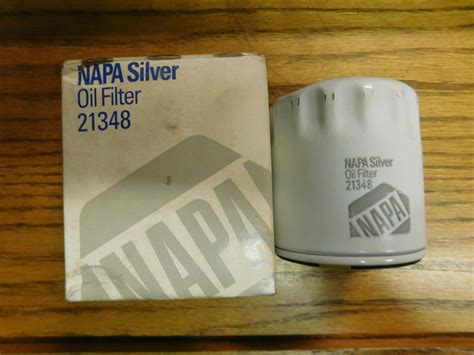 NAPA Silver
Oil Filter
21348
NAPA
NAPA Silver
Oil Filter
21348
NAPA